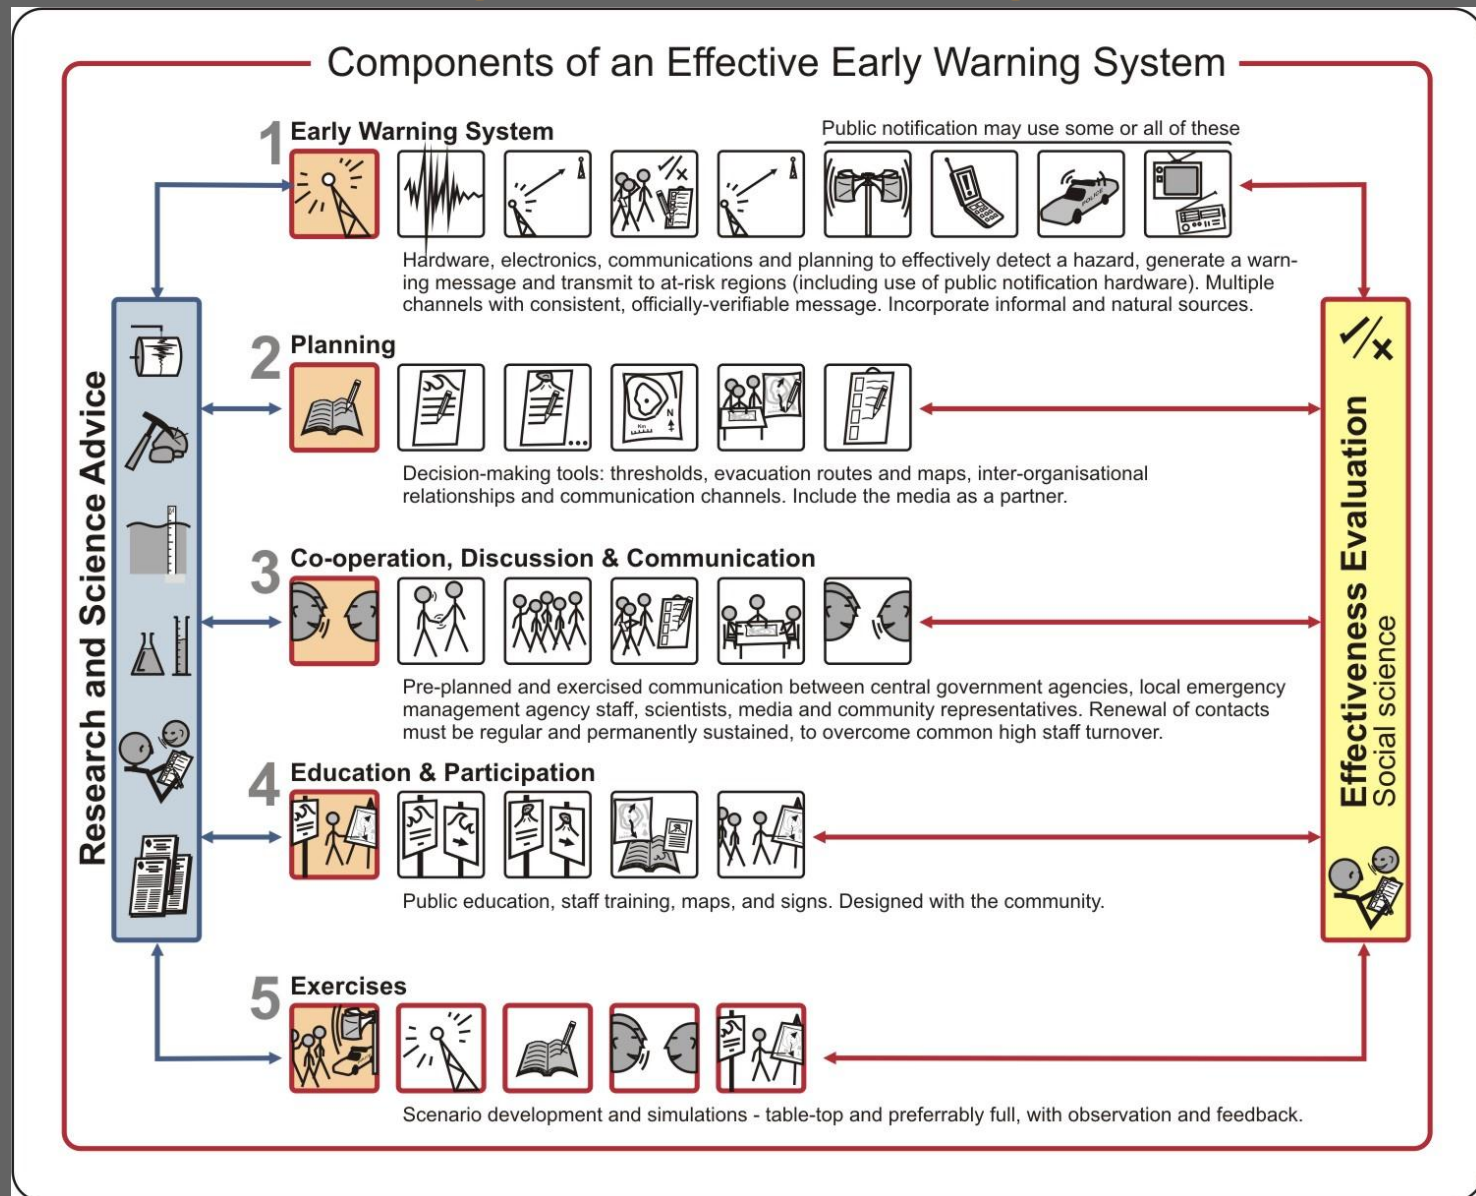 Components of an Effective Early Warning System
1
Early Warning System
Public notification may use some or all of these
POLICE
Hardware, electronics, communications and planning to effectively detect a hazard, generate a warn-
ing message and transmit to at-risk regions (including use of public notification hardware). Multiple
channels with consistent, officially-verifiable message. Incorporate informal and natural sources.
2
Planning
Km
N
Decision-making tools: thresholds, evacuation routes and maps, inter-organisational
relationships and communication channels. Include the media as a partner.
3
Co-operation, Discussion & Communication
Pre-planned and exercised communication between central government agencies, local emergency
management agency staff, scientists, media and community representatives. Renewal of contacts
must be regular and permanently sustained, to overcome common high staff turnover.
4
Education & Participation
Public education, staff training, maps, and signs. Designed with the community.
5
Exercises
Scenario development and simulations - table-top and preferrably full, with observation and feedback.
Research and Science Advice
Effectiveness Evaluation
Social science